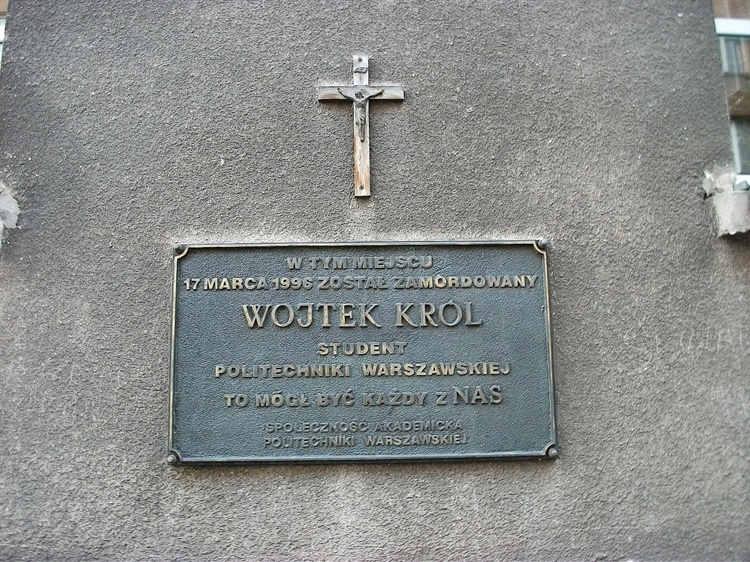 W TYM MIEJSCU
17 MARCA 1996 ZOSTAŁ ZAMORDOWANY
WOJTEK KRÓL
STUDENT
POLITECHNIKI WARSZAWSKIEJ
TO MÓGŁ BYĆ KAŻDY Z NAS
SPOŁECZNOŚĆ AKADEMICKA
POLITECHNIKI WARSZAWSKIEJ